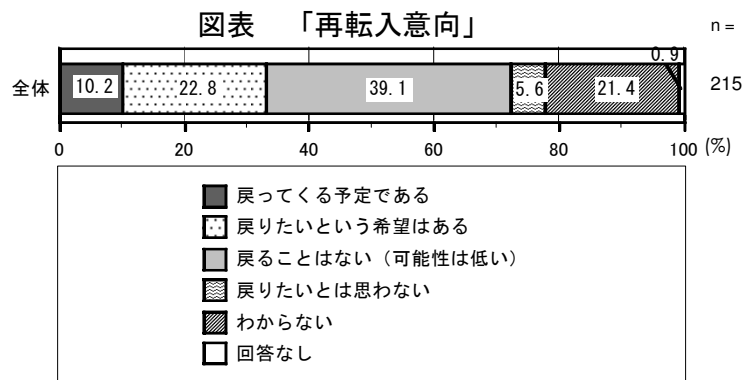 図表　「再転入意向」
n =
0.9
全体 10.2 22.8 39.1 5.6 21.4 215
0 20 40 60 80 100 (%)
戻ってくる予定である
戻りたいという希望はある
戻ることはない（可能性は低い）
戻りたいとは思わない
わからない
回答なし